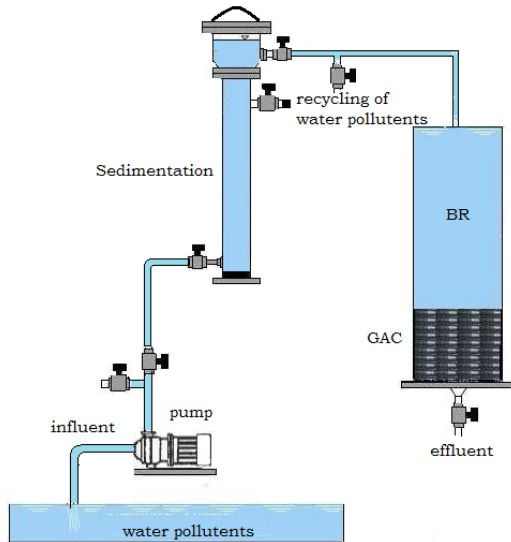 recycling of
water pollutents
Sedimentation
BR
GAC
influent
pump
effluent
water pollutents